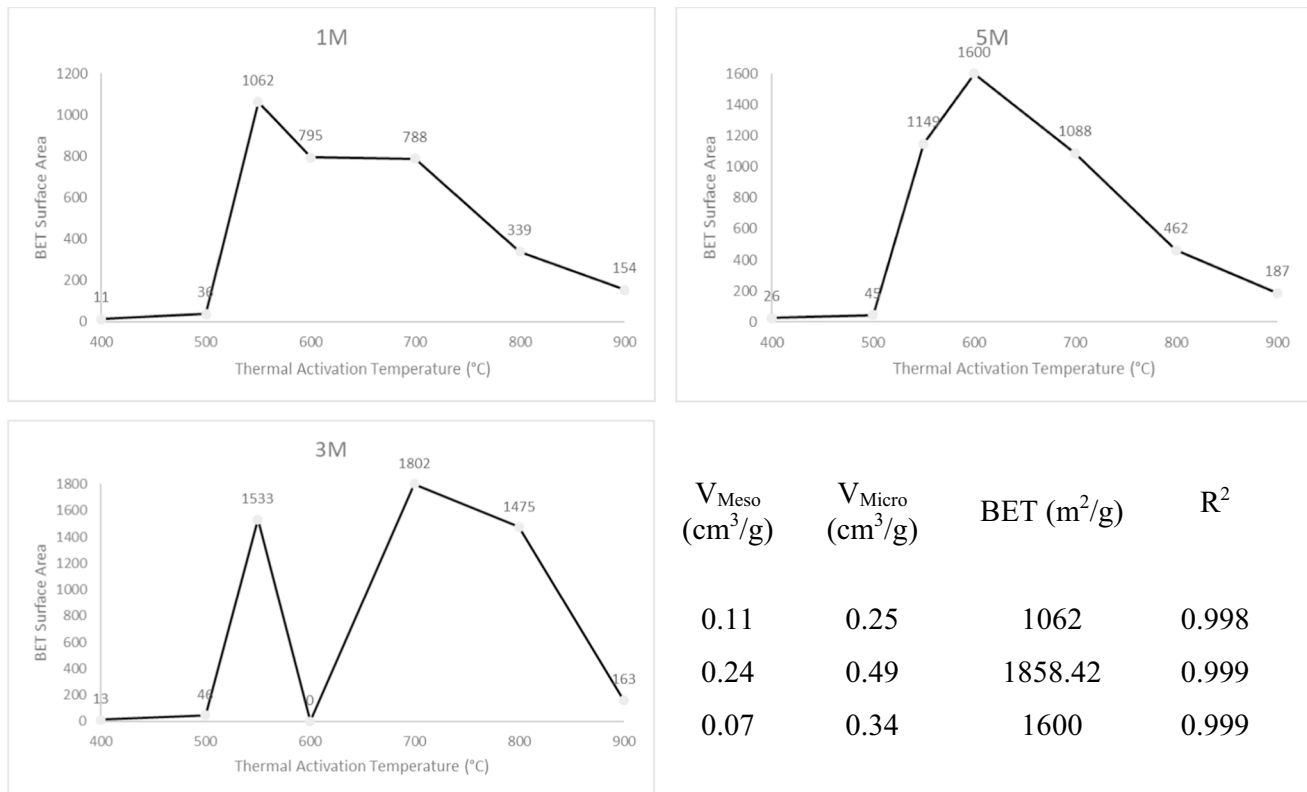 1M
1200
1000
800
600
400
200
0
BET Surface Area
11
36
1062
795
788
339
154
400 500 600 700 800 900
Thermal Activation Temperature (°C)
5M
1600
1400
1200
1000
800
600
400
200
0
BET Surface Area
26
45
1149
1600
1088
462
187
400 500 600 700 800 900
Thermal Activation Temperature (°C)
3M
1800
1600
1400
1200
1000
800
600
400
200
0
BET Surface Area
13
46
1533
0
1802
1475
163
400 500 600 700 800 900
Thermal Activation Temperature (°C)
V_Meso (cm³/g) V_Micro (cm³/g) BET (m²/g) R²
0.11 0.25 1062 0.998
0.24 0.49 1858.42 0.999
0.07 0.34 1600 0.999